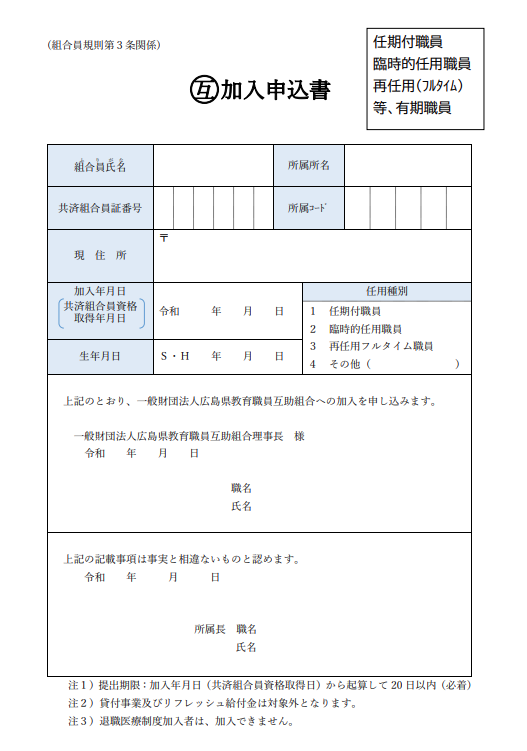 (組合員規則第３条関係)
任期付職員
臨時的任用職員
再任用(ﾌﾙﾀｲﾑ)
等、有期職員
互加入申込書
ふりがな
組合員氏名
所属所名
共済組合員証番号
所属ｺｰﾄﾞ
現　住　所
〒
加入年月日
共済組合員資格
取得年月日
令和　　　年　　月　　日
任用種別
1　任期付職員
2　臨時的任用職員
3　再任用フルタイム職員
4　その他（　　　　　　　　）
生年月日
S・H　　年　　月　　日
上記のとおり、一般財団法人広島県教育職員互助組合への加入を申し込みます。
一般財団法人広島県教育職員互助組合理事長　様
令和　　年　　月　　日
職名
氏名
上記の記載事項は事実と相違ないものと認めます。
令和　　年　　　月　　　日
所属長　職名
氏名
注１）提出期限：加入年月日（共済組合員資格取得日）から起算して 20 日以内（必着）
注２）貸付事業及びリフレッシュ給付金は対象外となります。
注３）退職医療制度加入者は、加入できません。